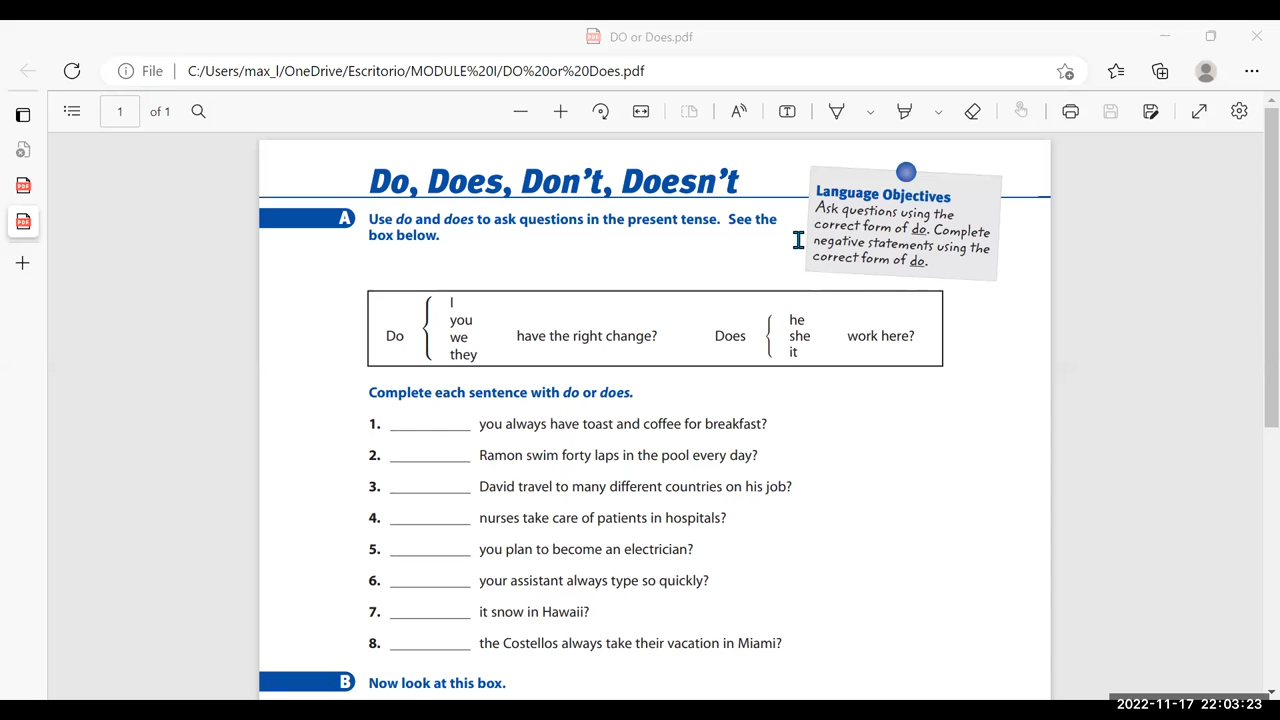 DO or Does.pdf
File
C:/Users/max_l/OneDrive/Escritorio/MODULE%20I/DO%20or%20Does.pdf
1 of 1
Do, Does, Don't, Doesn't
Language Objectives
Ask questions using the
correct form of do. Complete
negative statements using the
correct form of do.
A
Use do and does to ask questions in the present tense. See the
box below.
Do
I
you
we
they
have the right change?
Does
he
she
it
work here?
Complete each sentence with do or does.
1. __________ you always have toast and coffee for breakfast?
2. __________ Ramon swim forty laps in the pool every day?
3. __________ David travel to many different countries on his job?
4. __________ nurses take care of patients in hospitals?
5. __________ you plan to become an electrician?
6. __________ your assistant always type so quickly?
7. __________ it snow in Hawaii?
8. __________ the Costellos always take their vacation in Miami?
B
Now look at this box.
2022-11-17 22:03:23